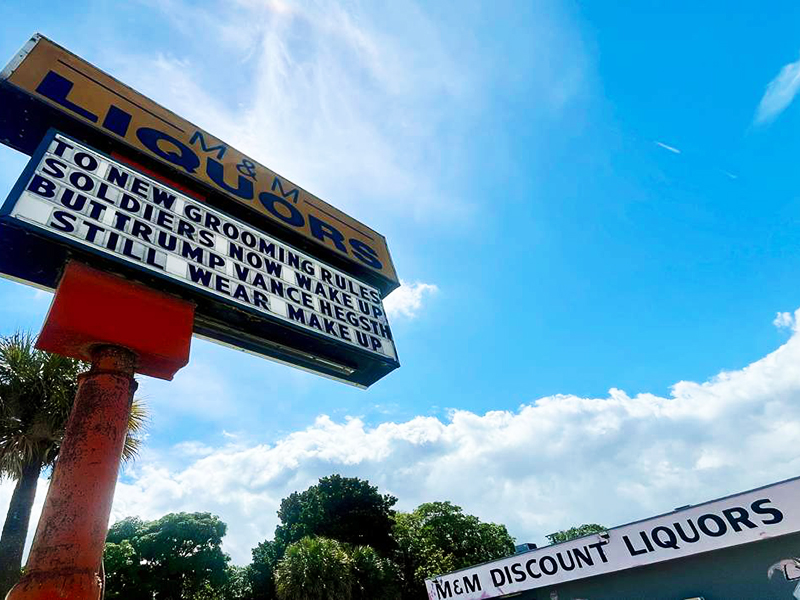 M & M
LIQUORS
TO NEW GROOMING RULES
SOLDIERS NOW WAKE UP
BUT TRUMP VANCE HEGSTH
STILL WEAR MAKE UP
M&M DISCOUNT LIQUORS